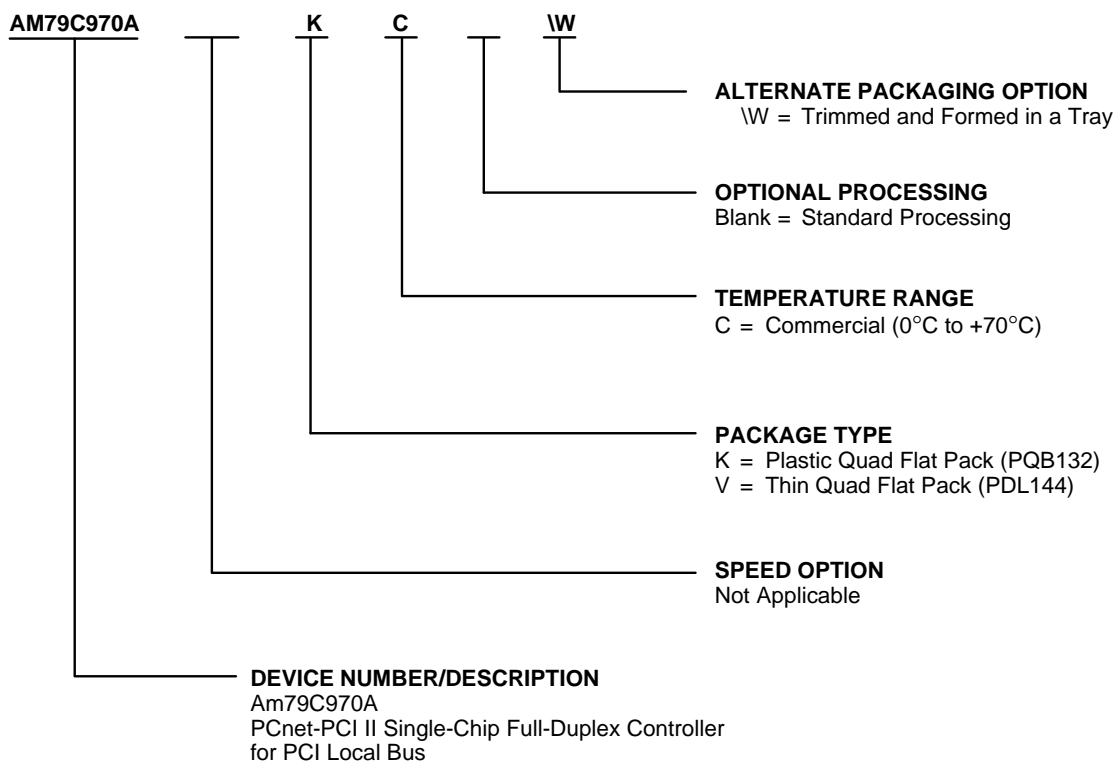 AM79C970A K C \W
ALTERNATE PACKAGING OPTION
\W = Trimmed and Formed in a Tray
OPTIONAL PROCESSING
Blank = Standard Processing
TEMPERATURE RANGE
C = Commercial (0°C to +70°C)
PACKAGE TYPE
K = Plastic Quad Flat Pack (PQB132)
V = Thin Quad Flat Pack (PDL144)
SPEED OPTION
Not Applicable
DEVICE NUMBER/DESCRIPTION
Am79C970A
PCnet-PCI II Single-Chip Full-Duplex Controller
for PCI Local Bus